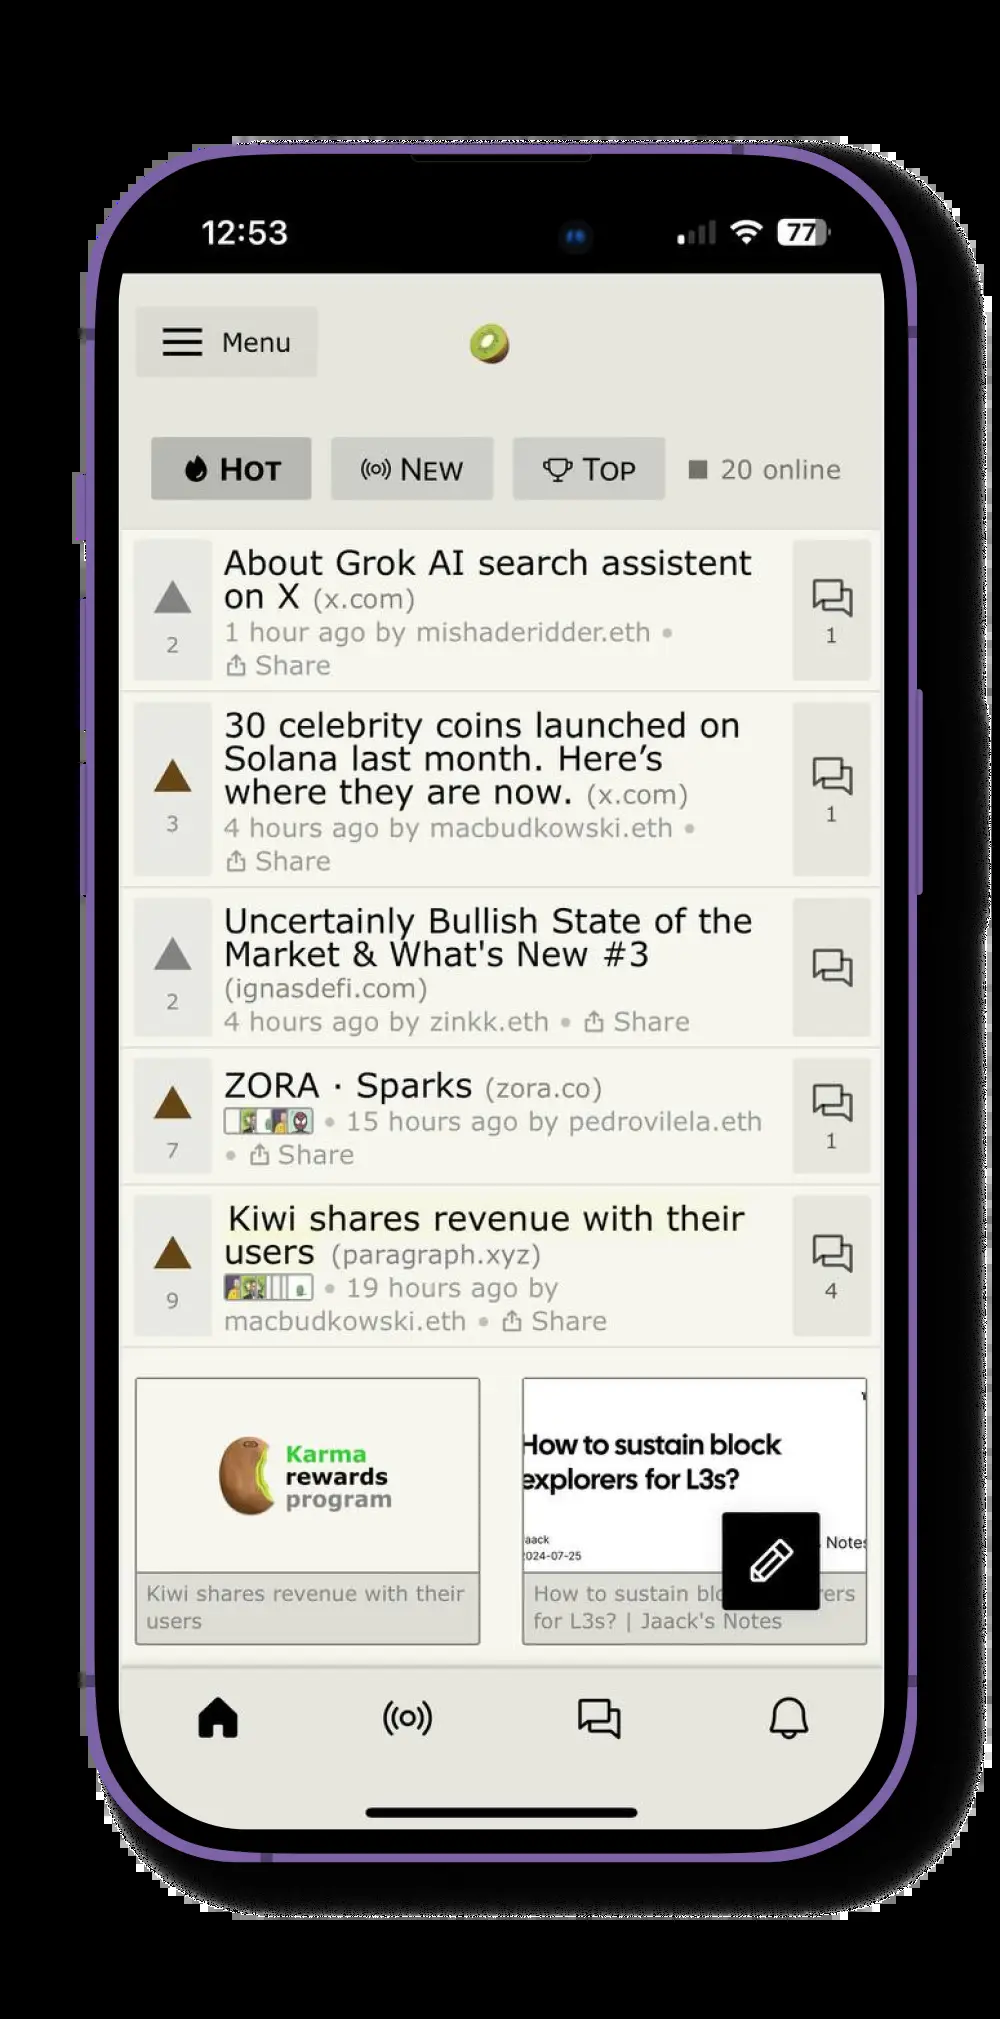 12:53
77
Menu
HOT
NEW
TOP
20 online
About Grok AI search assistent
on X (x.com)
1 hour ago by mishaderidder.eth •
Share
2
1
30 celebrity coins launched on
Solana last month. Here’s
where they are now. (x.com)
4 hours ago by macbudkowski.eth •
Share
3
1
Uncertainly Bullish State of the
Market & What's New #3
(ignasdefi.com)
4 hours ago by zinkk.eth • Share
2
ZORA · Sparks (zora.co)
• 15 hours ago by pedrovilela.eth
• Share
7
1
Kiwi shares revenue with their
users (paragraph.xyz)
• 19 hours ago by
macbudkowski.eth • Share
9
4
Karma
rewards
program
Kiwi shares revenue with their
users
How to sustain block
explorers for L3s?
aack
2024-07-25
Notes
How to sustain
for L3s? | Jaack's Notes